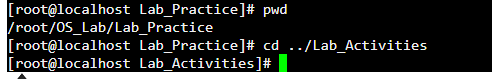 [root@localhost Lab_Practice]# pwd
/root/OS_Lab/Lab_Practice
[root@localhost Lab_Practice]# cd ../Lab_Activities
[root@localhost Lab_Activities]#